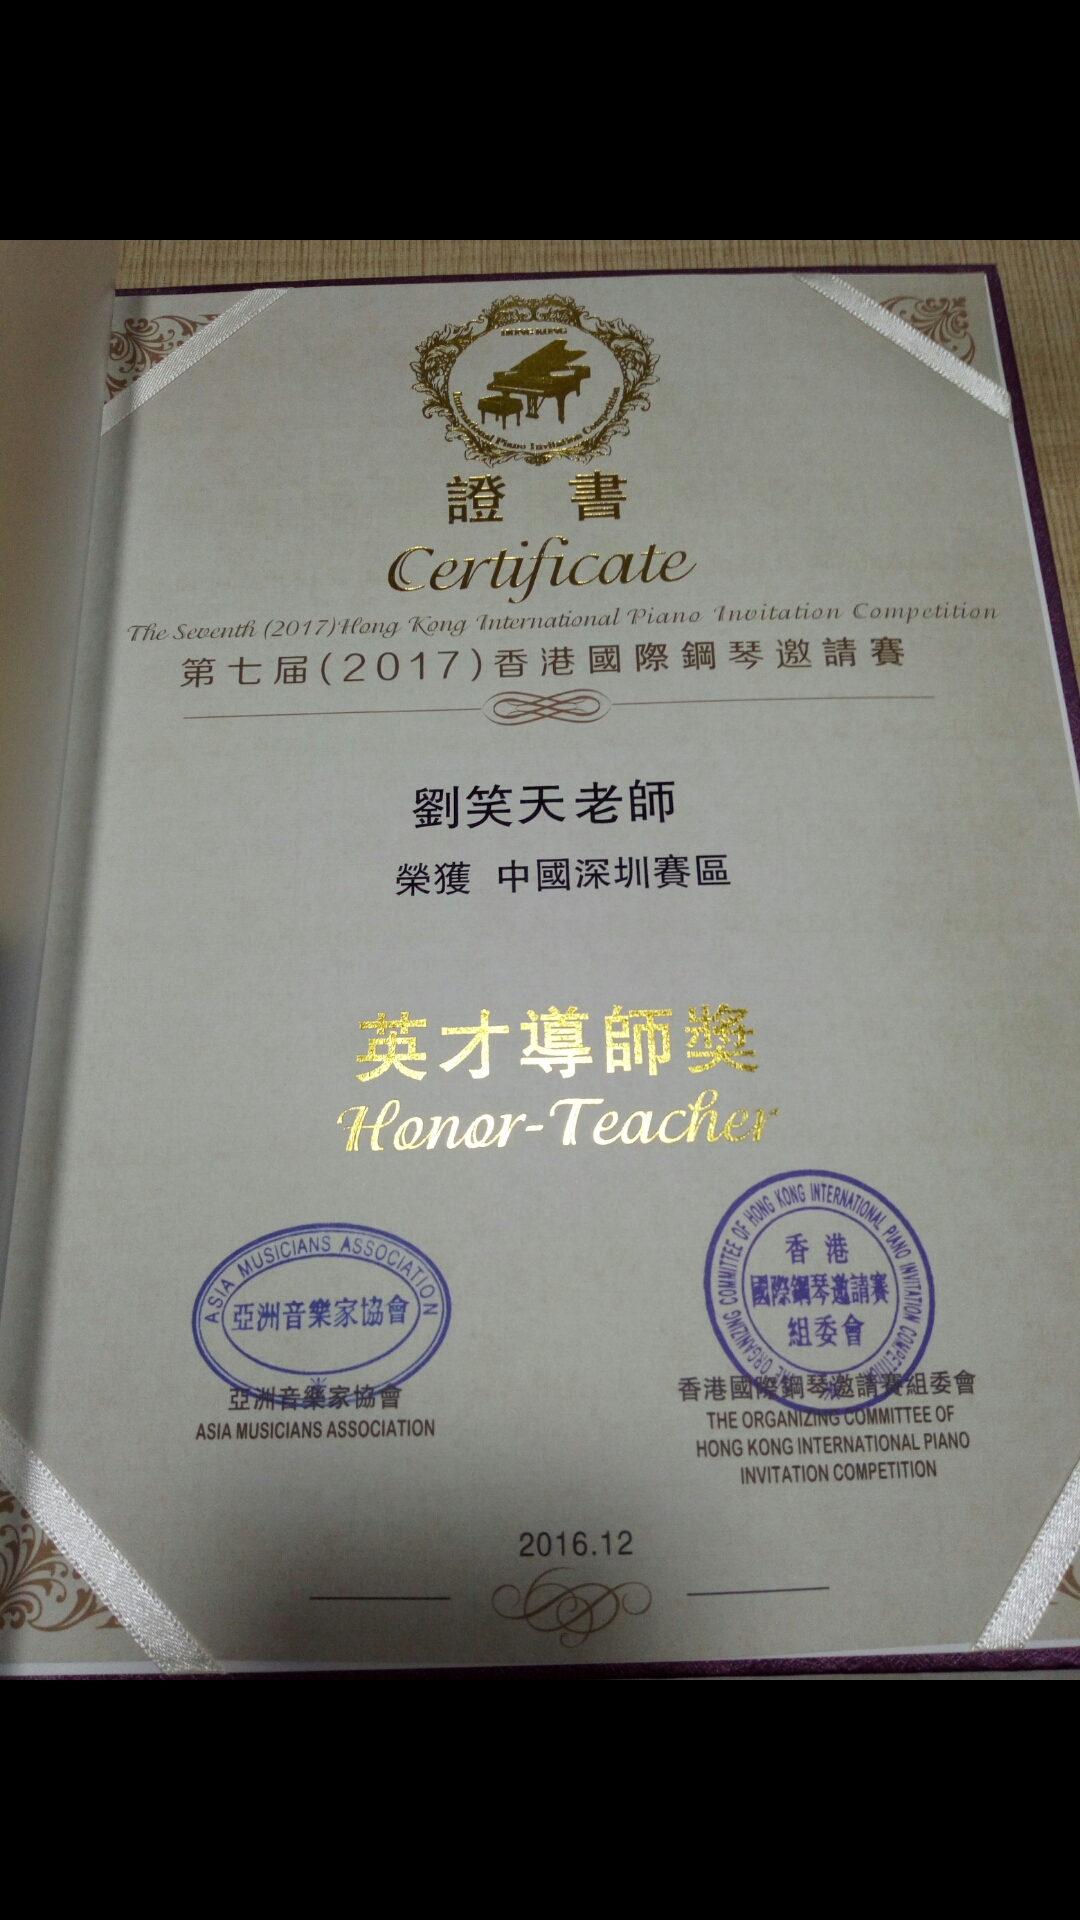 HONG KONG
International Piano Invitation Competition
證 書
Certificate
The Seventh (2017)Hong Kong International Piano Invitation Competition
第七届(2017)香港國際鋼琴邀請賽
劉笑天老師
榮獲 中國深圳賽區
英才導師獎
Honor-Teacher
ASIA MUSICIANS ASSOCIATION
亞洲音樂家協會
亞洲音樂家協會
ASIA MUSICIANS ASSOCIATION
THE ORGANIZING COMMITTEE OF HONG KONG INTERNATIONAL PIANO INVITATION COMPETITION
香港
國際鋼琴邀請賽
組委會
香港國際鋼琴邀請賽組委會
THE ORGANIZING COMMITTEE OF
HONG KONG INTERNATIONAL PIANO
INVITATION COMPETITION
2016.12